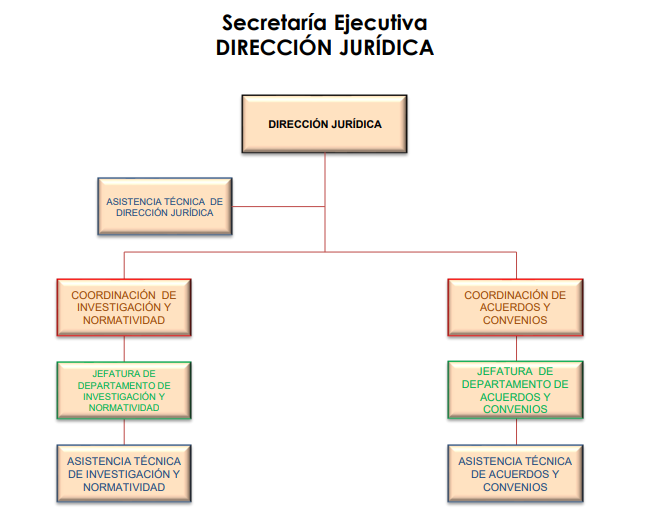 Secretaría Ejecutiva
DIRECCIÓN JURÍDICA
DIRECCIÓN JURÍDICA
ASISTENCIA TÉCNICA DE
DIRECCIÓN JURÍDICA
COORDINACIÓN DE
INVESTIGACIÓN Y
NORMATIVIDAD
COORDINACIÓN DE
ACUERDOS Y
CONVENIOS
JEFATURA DE
DEPARTAMENTO DE
INVESTIGACIÓN Y
NORMATIVIDAD
JEFATURA DE
DEPARTAMENTO DE
ACUERDOS Y
CONVENIOS
ASISTENCIA TÉCNICA
DE INVESTIGACIÓN Y
NORMATIVIDAD
ASISTENCIA TÉCNICA
DE ACUERDOS Y
CONVENIOS